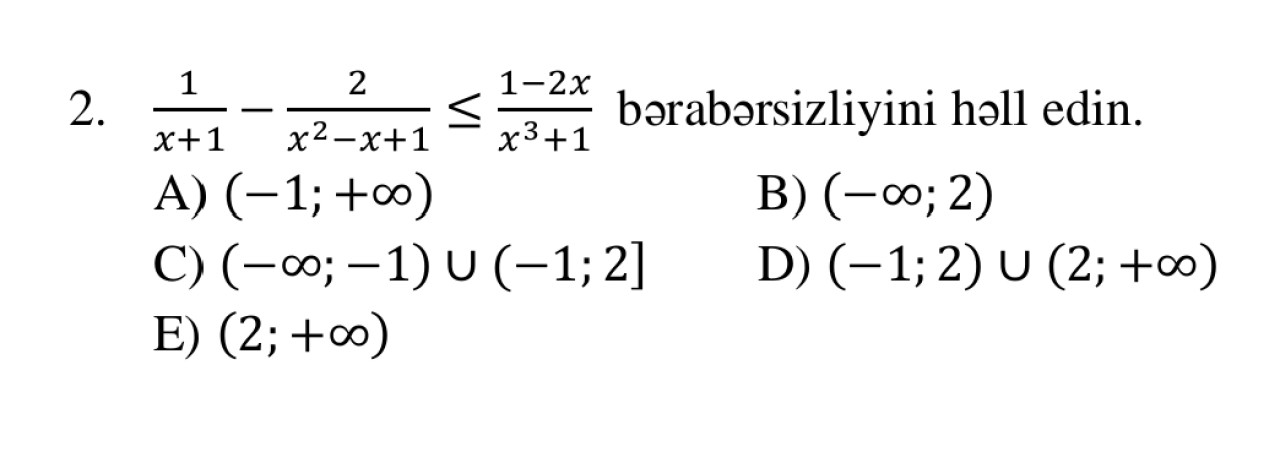 2. 1/(x+1) − 2/(x²−x+1) ≤ (1−2x)/(x³+1) bərabərsizliyini həll edin.
A) (−1; +∞) B) (−∞; 2)
C) (−∞; −1) ∪ (−1; 2] D) (−1; 2) ∪ (2; +∞)
E) (2; +∞)